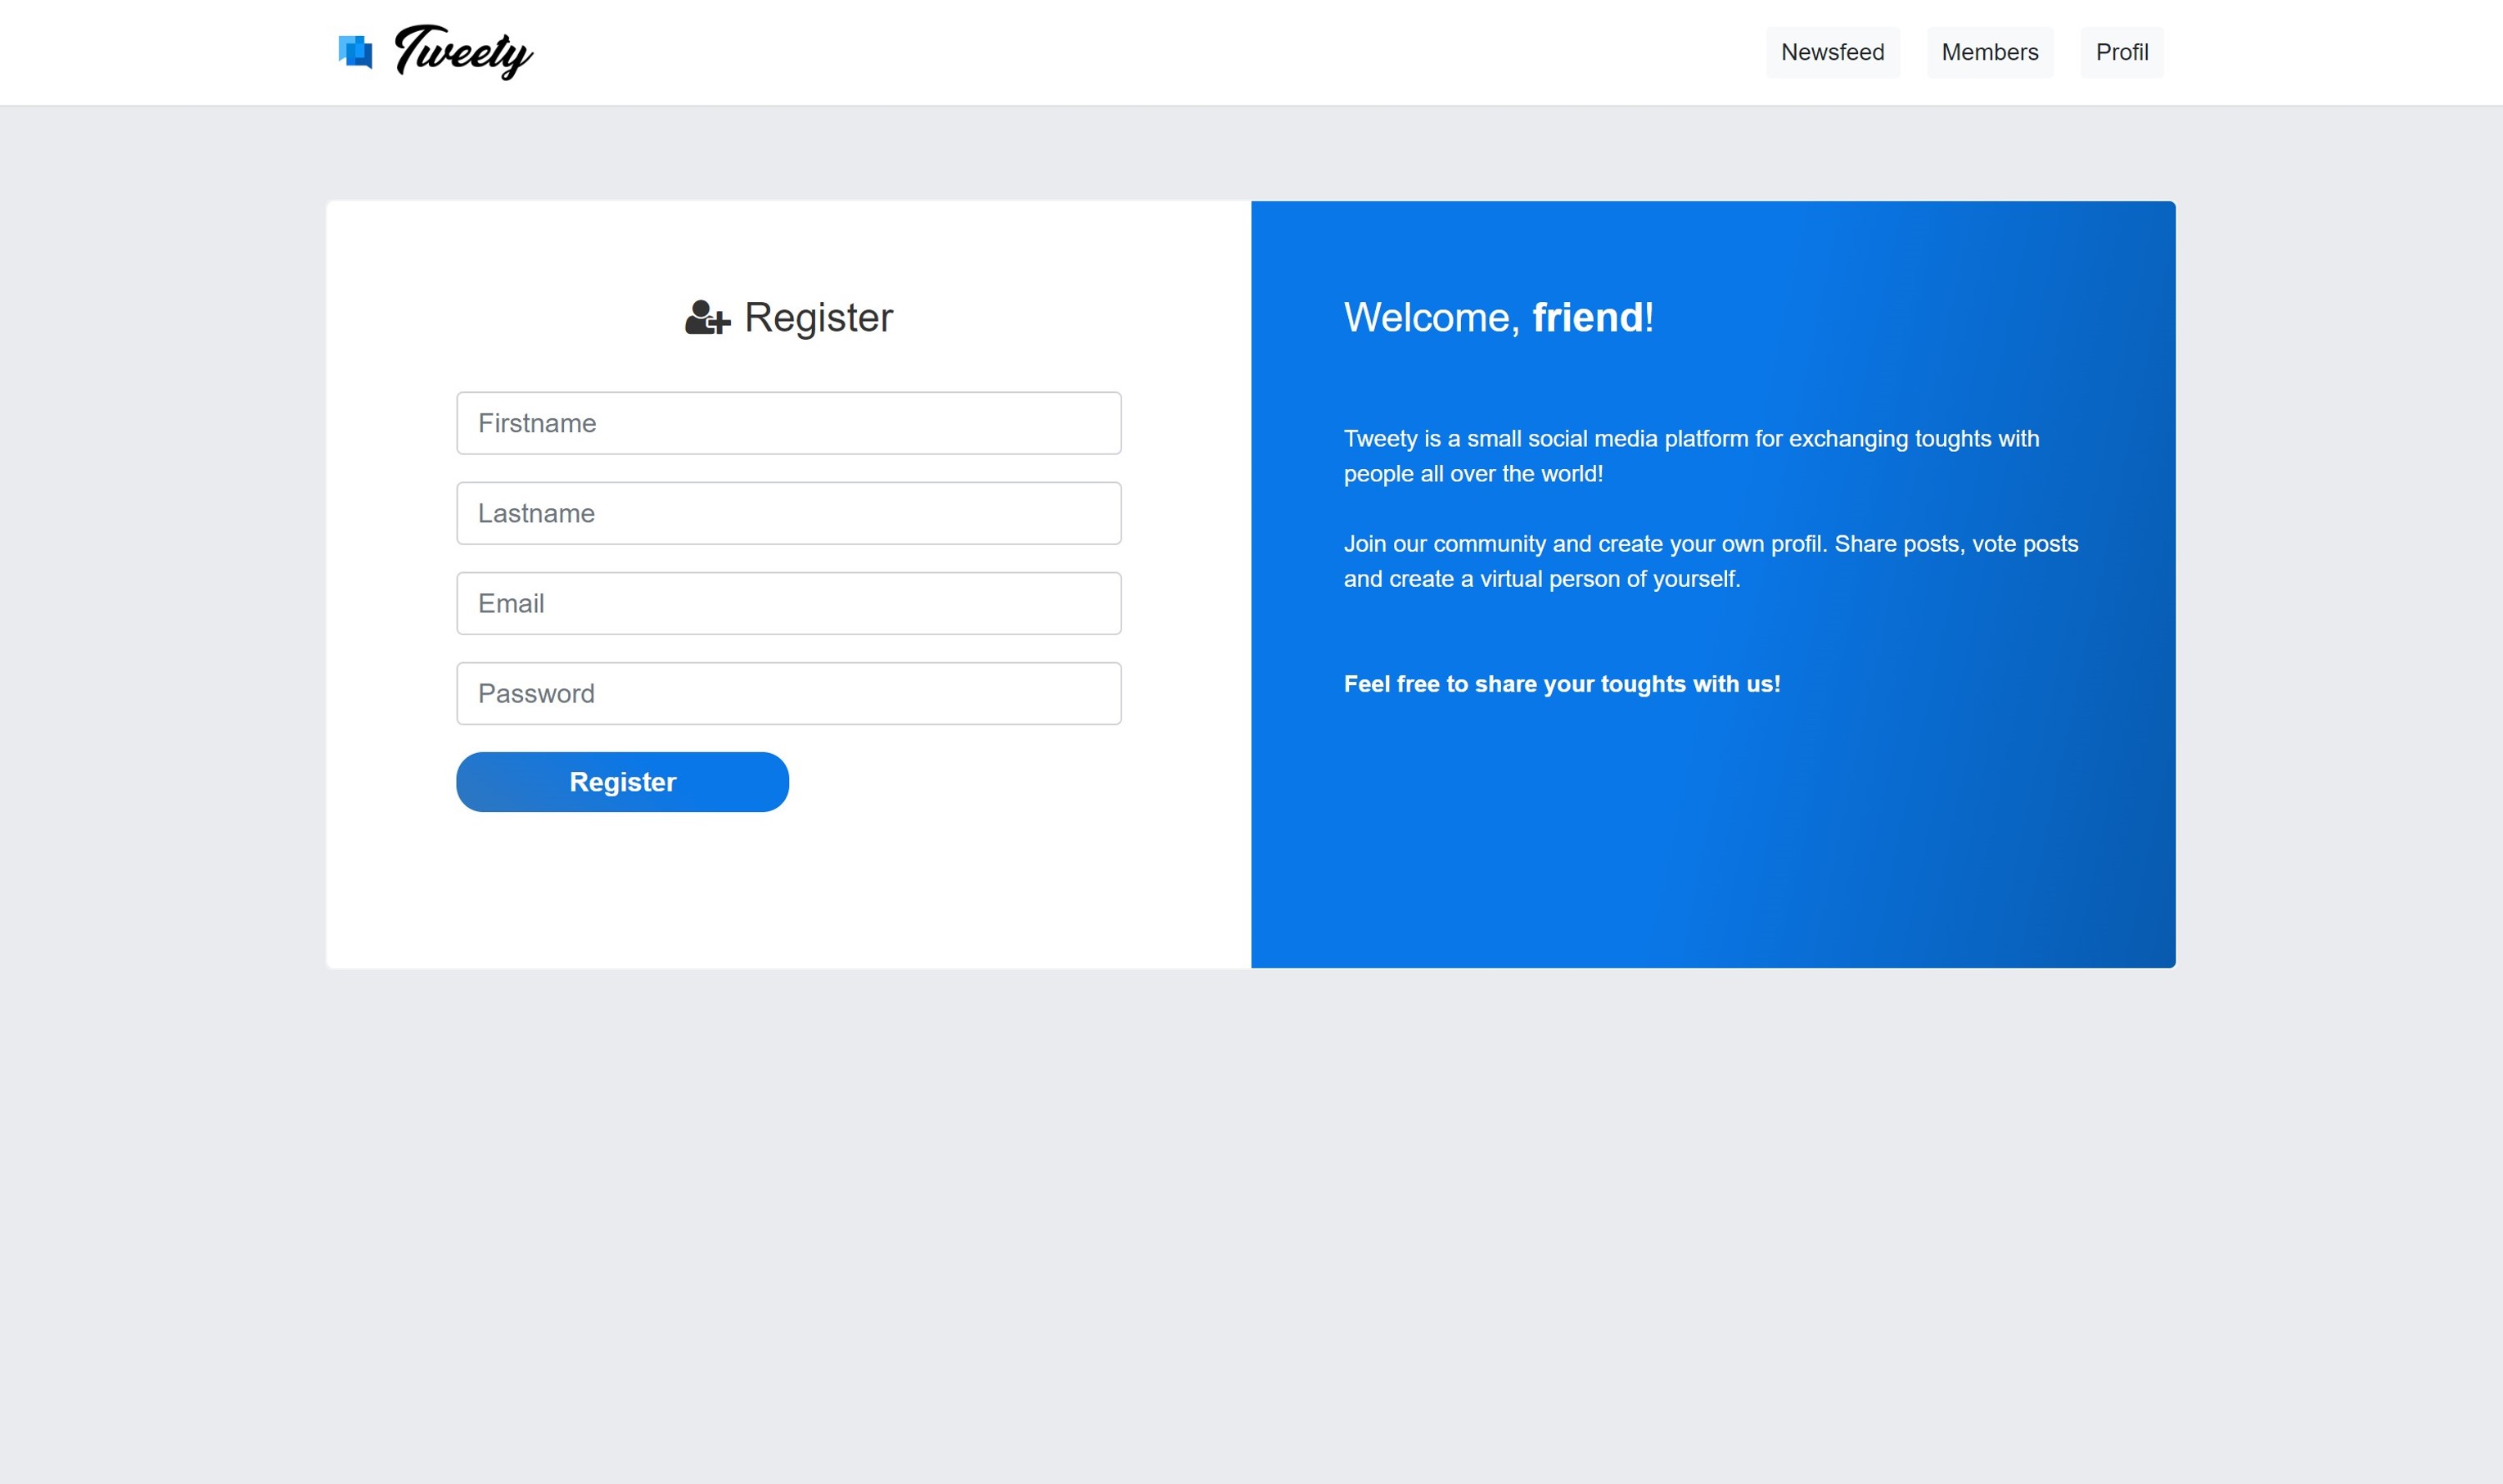 Tweety
Newsfeed
Members
Profil
Register
Firstname
Lastname
Email
Password
Register
Welcome, friend!
Tweety is a small social media platform for exchanging toughts with
people all over the world!
Join our community and create your own profil. Share posts, vote posts
and create a virtual person of yourself.
Feel free to share your toughts with us!